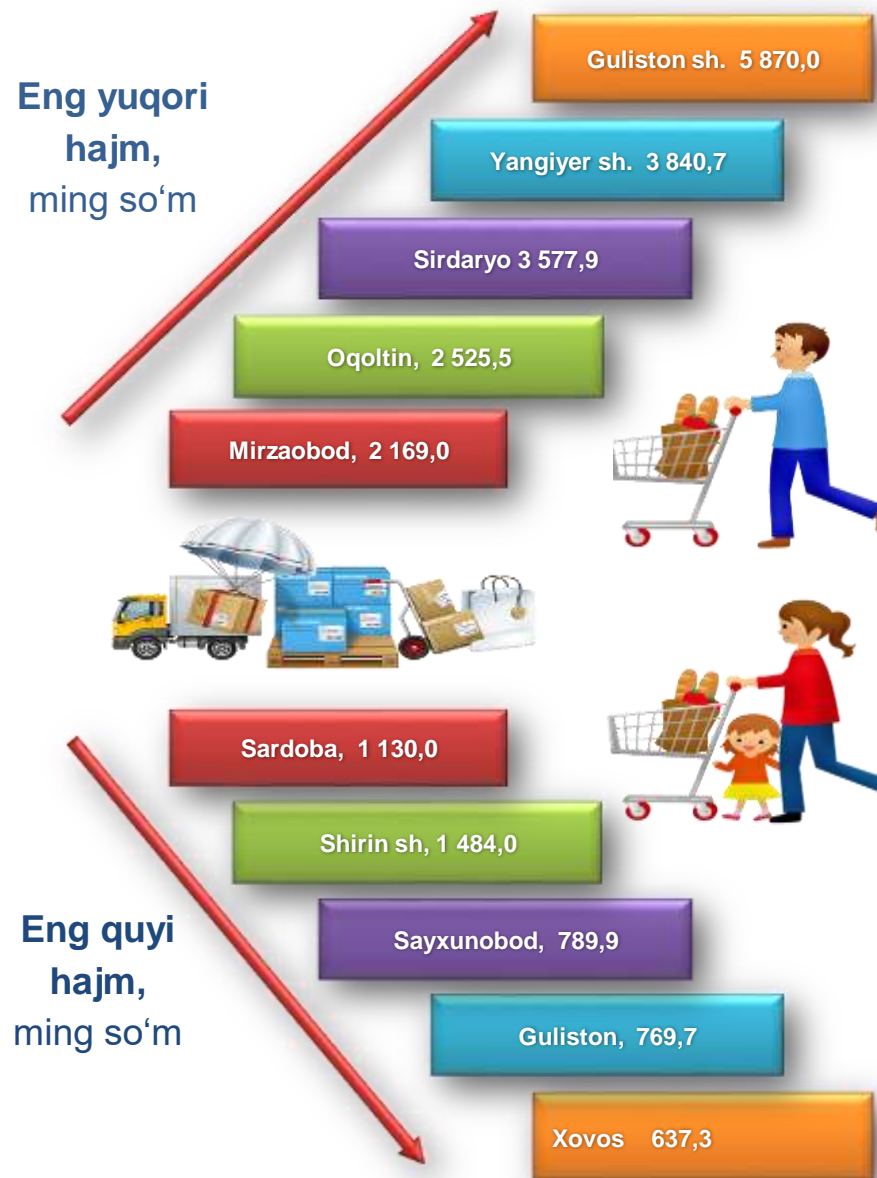 Eng yuqori
hajm,
ming so‘m
Guliston sh. 5 870,0
Yangiyer sh. 3 840,7
Sirdaryo 3 577,9
Oqoltin, 2 525,5
Mirzaobod, 2 169,0
Sardoba, 1 130,0
Shirin sh, 1 484,0
Sayxunobod, 789,9
Guliston, 769,7
Xovos 637,3
Eng quyi
hajm,
ming so‘m